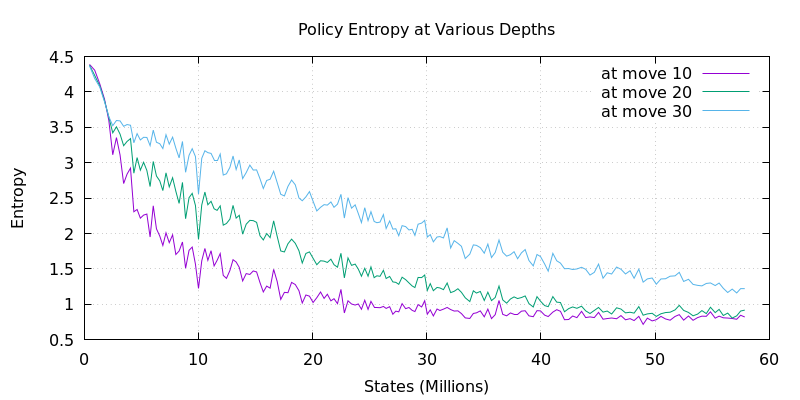 Policy Entropy at Various Depths
4.5
4
3.5
3
2.5
2
1.5
1
0.5
Entropy
at move 10
at move 20
at move 30
0 10 20 30 40 50 60
States (Millions)